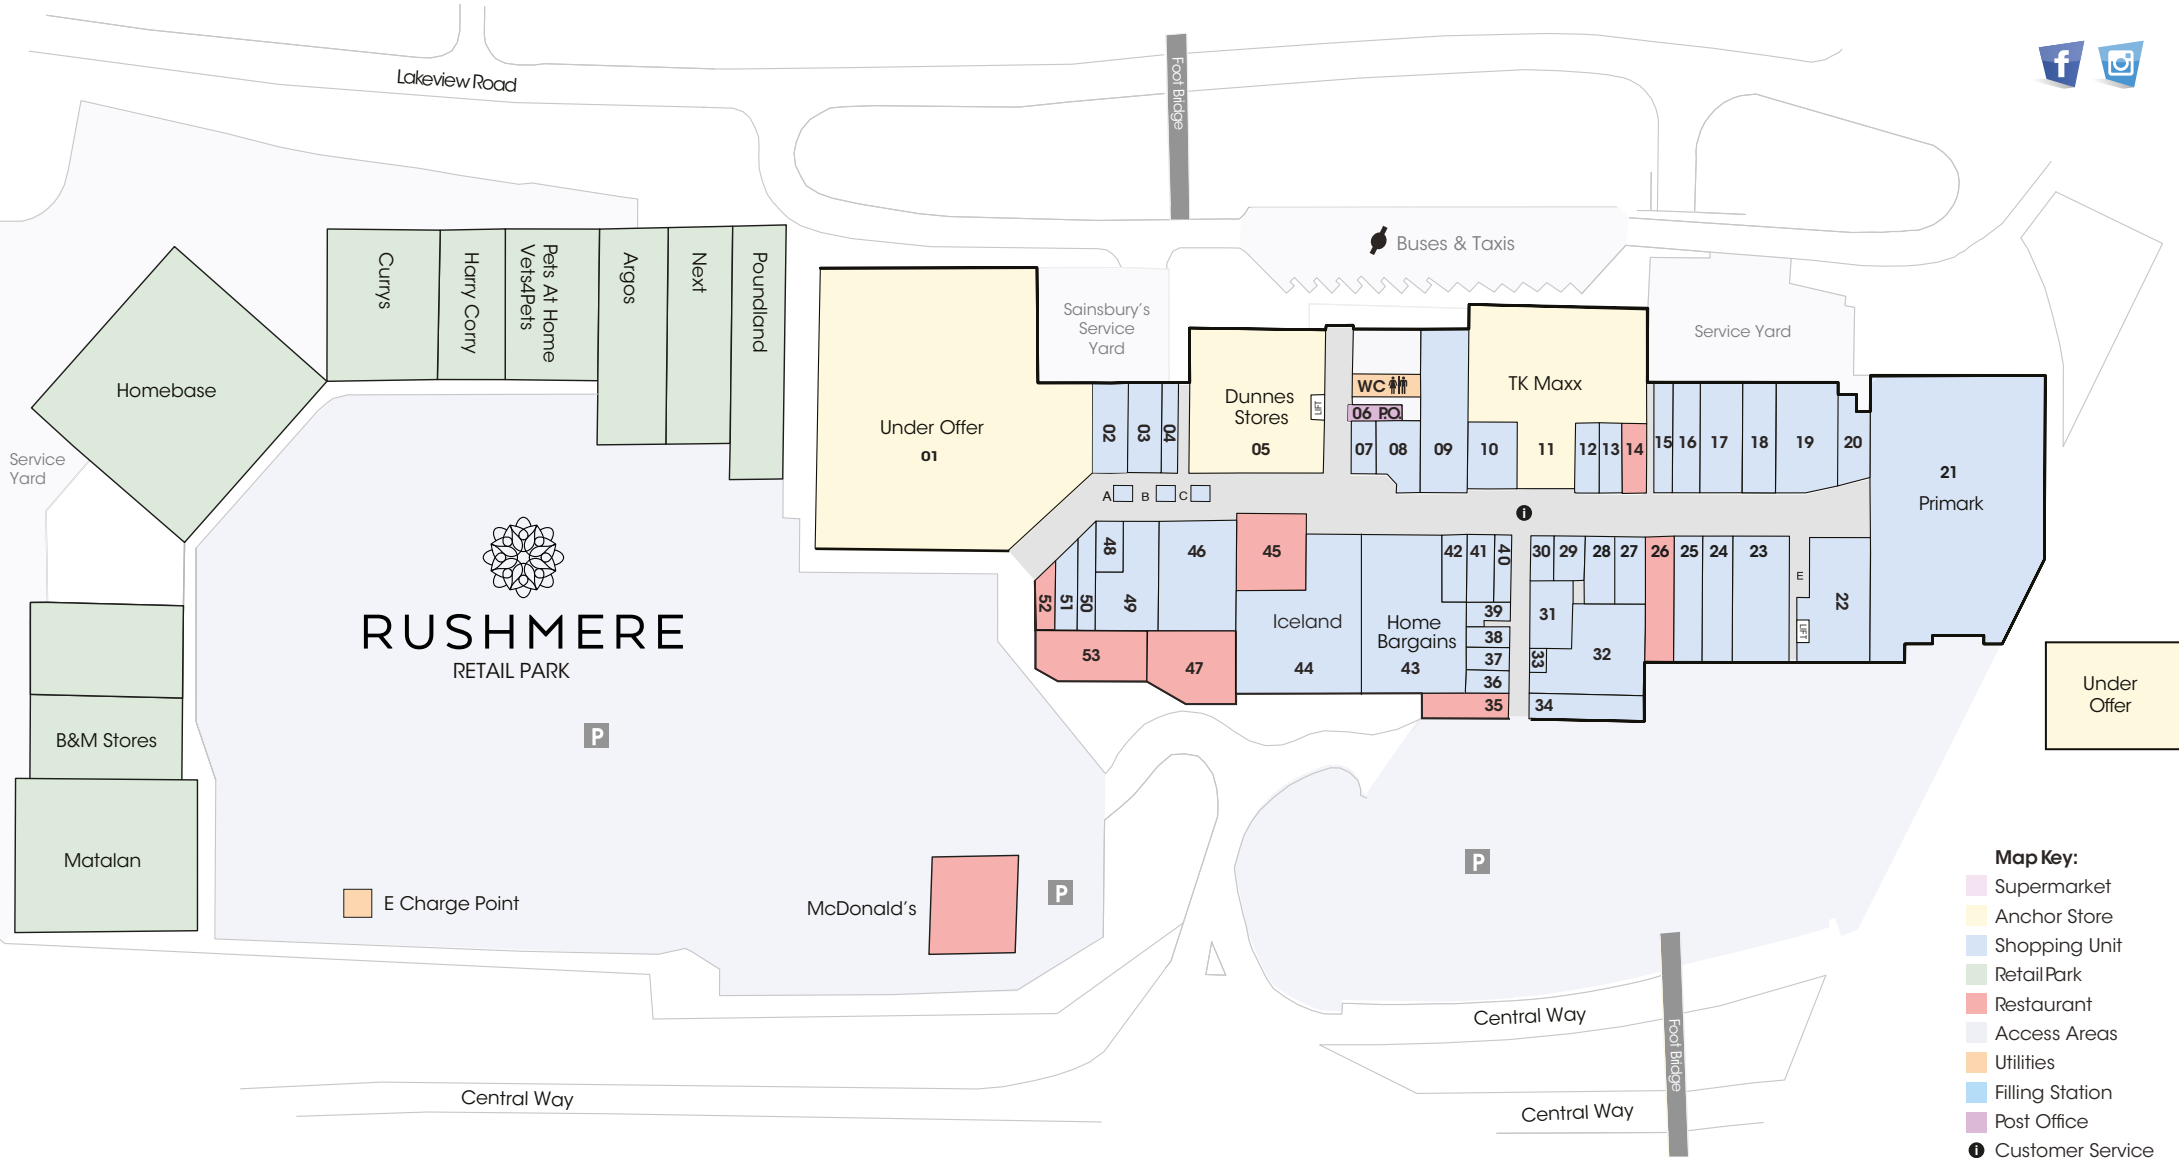 Lakeview Road
Foot Bridge
f
Buses & Taxis
Currys
Harry Corry
Pets At Home
Vets4Pets
Argos
Next
Poundland
Homebase
Service
Yard
Under Offer
01
Sainsbury's
Service
Yard
02
03
04
Dunnes
Stores
05
LIFT
WC
06 P.O.
07
08
09
10
TK Maxx
11
12
13
14
Service Yard
15
16
17
18
19
20
21
Primark
A
B
C
i
RUSHMERE
RETAIL PARK
52
51
50
48
49
46
45
53
47
Iceland
44
Home
Bargains
43
42
41
40
39
38
37
36
35
30
29
28
27
26
25
24
23
E
LIFT
22
31
33
32
34
Under
Offer
B&M Stores
Matalan
P
E Charge Point
McDonald's
P
P
Central Way
Central Way
Foot Bridge
Central Way
Map Key:
Supermarket
Anchor Store
Shopping Unit
Retail Park
Restaurant
Access Areas
Utilities
Filling Station
Post Office
i Customer Service